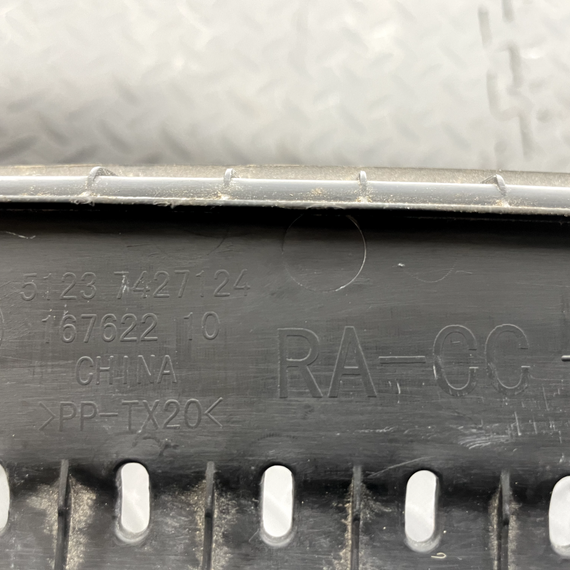 5123 7427124
167622 10
CHINA
>PP-TX20<
RA-CC